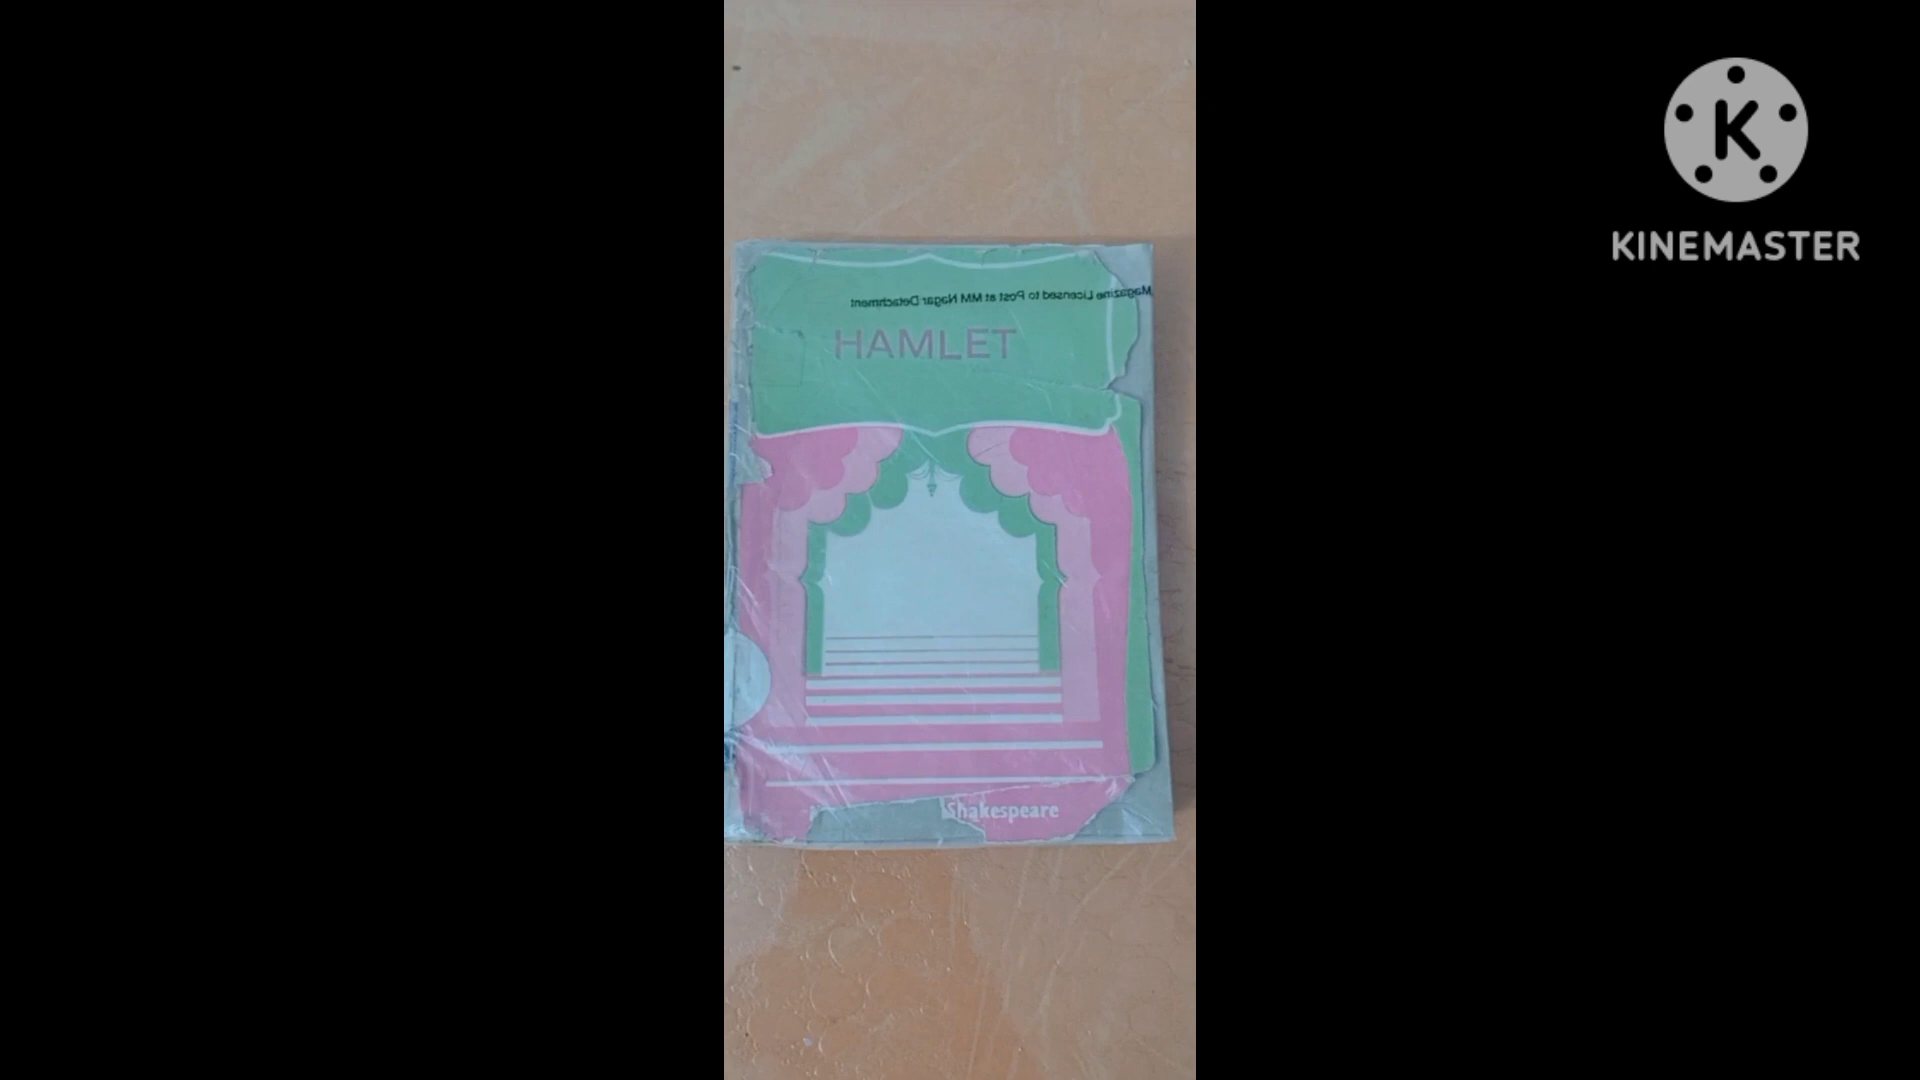 Magazine Licensed to Post at MM Nagar Detachment
HAMLET
Shakespeare
KINEMASTER